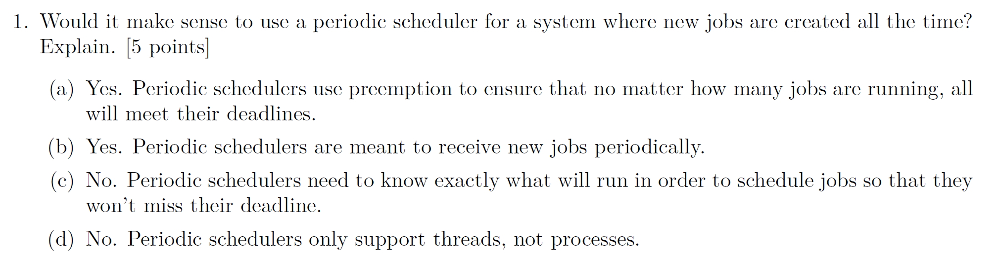 1. Would it make sense to use a periodic scheduler for a system where new jobs are created all the time?
Explain. [5 points]
(a) Yes. Periodic schedulers use preemption to ensure that no matter how many jobs are running, all
will meet their deadlines.
(b) Yes. Periodic schedulers are meant to receive new jobs periodically.
(c) No. Periodic schedulers need to know exactly what will run in order to schedule jobs so that they
won't miss their deadline.
(d) No. Periodic schedulers only support threads, not processes.